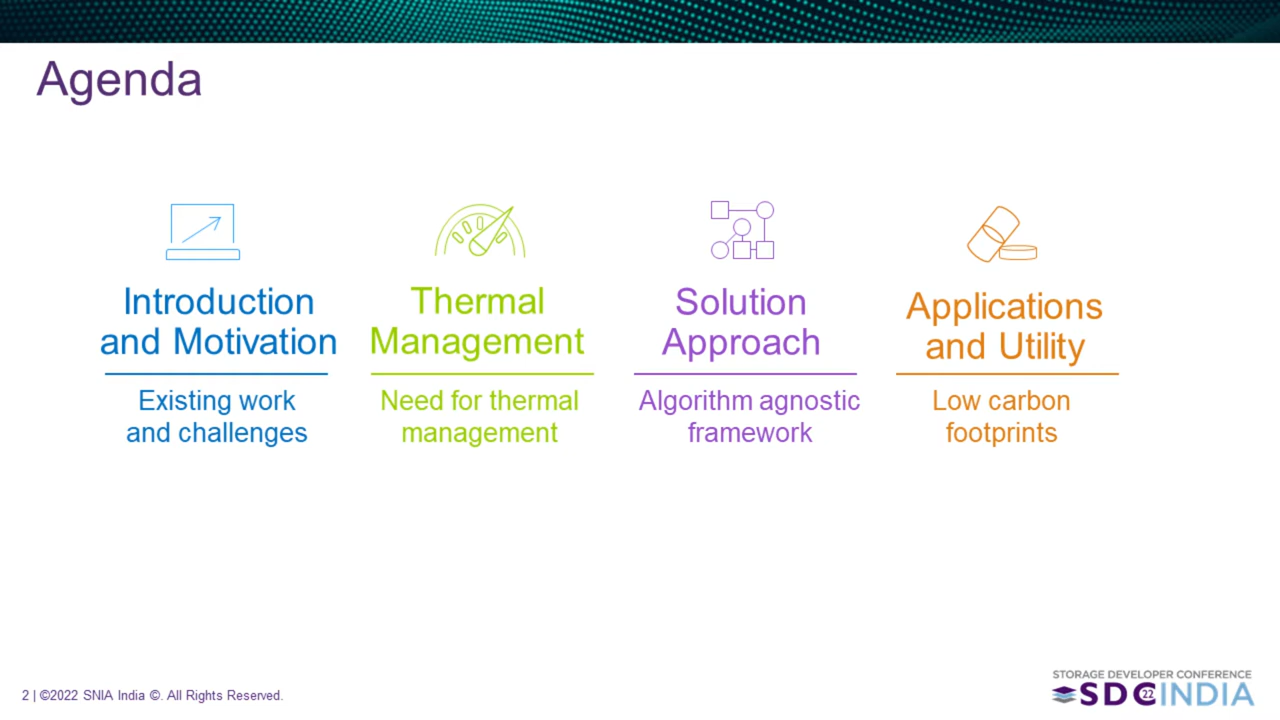 Agenda
Introduction
and Motivation
Existing work
and challenges
Thermal
Management
Need for thermal
management
Solution
Approach
Algorithm agnostic
framework
Applications
and Utility
Low carbon
footprints
2 | ©2022 SNIA India ©. All Rights Reserved.
STORAGE DEVELOPER CONFERENCE
SDC22INDIA